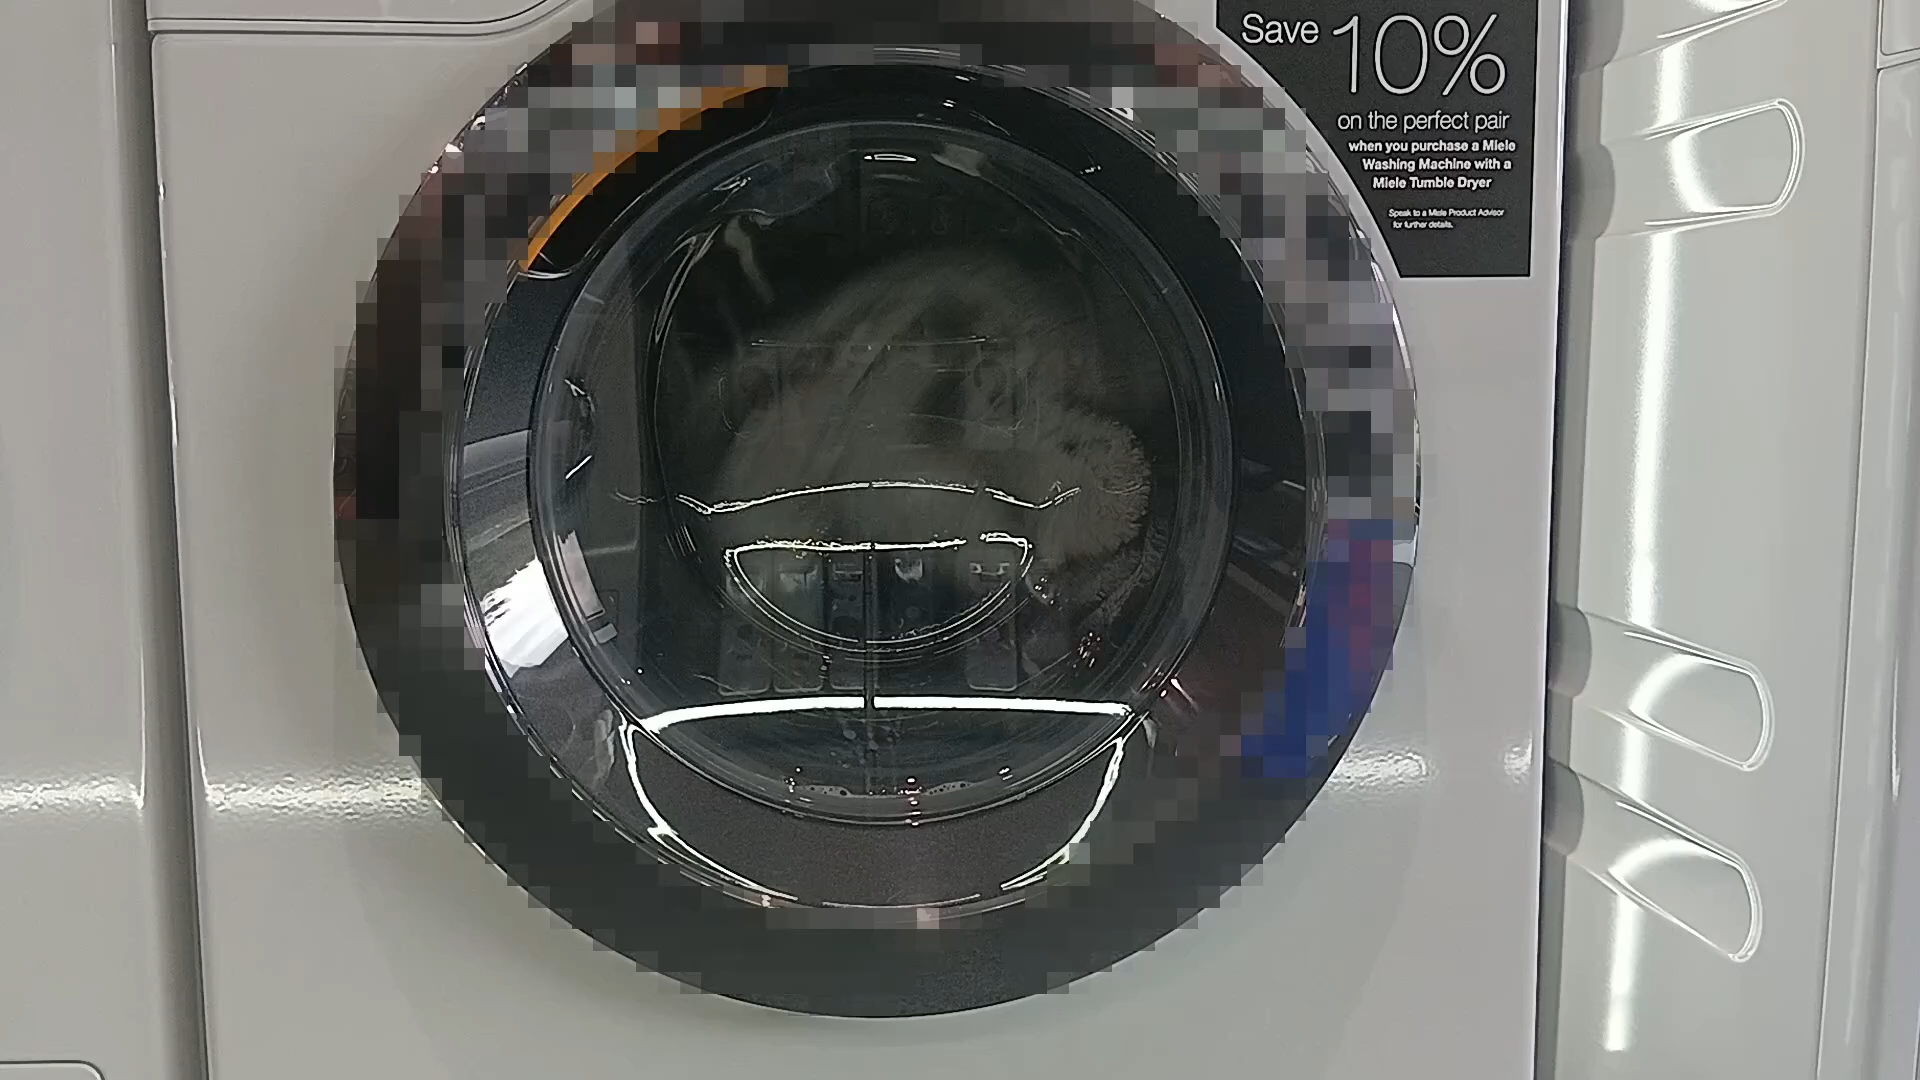 Save 10%
on the perfect pair
when you purchase a Miele
Washing Machine with a
Miele Tumble Dryer
Speak to a Miele Product Advisor
for further details.